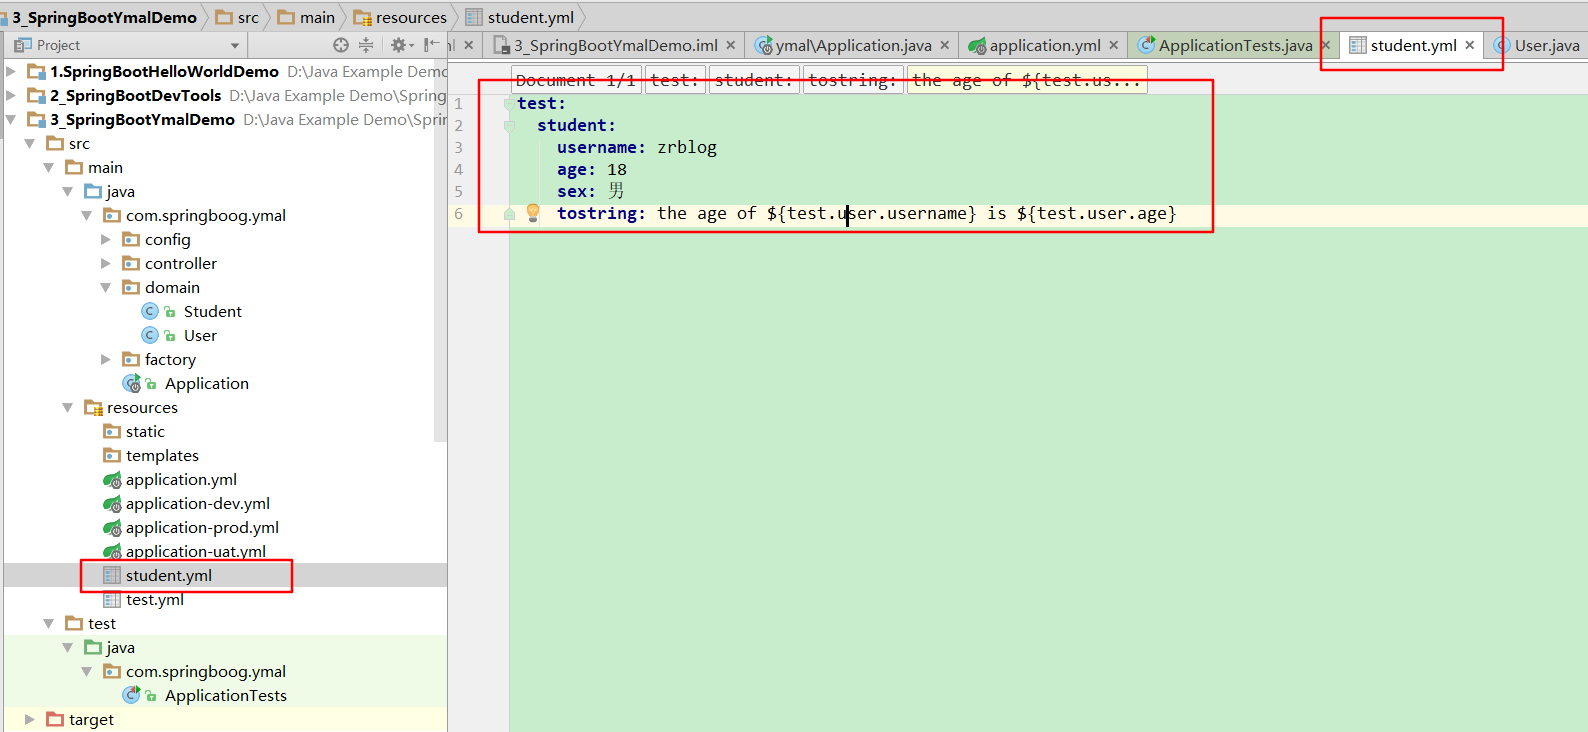 3_SpringBootYmalDemo src main resources student.yml
Project
3_SpringBootYmalDemo.iml ymal\Application.java application.yml ApplicationTests.java student.yml User.java
1.SpringBootHelloWorldDemo D:\Java Example Demo
2_SpringBootDevTools D:\Java Example Demo\Spring
3_SpringBootYmalDemo D:\Java Example Demo\Sprin
src
main
java
com.springboog.ymal
config
controller
domain
Student
User
factory
Application
resources
static
templates
application.yml
application-dev.yml
application-prod.yml
application-uat.yml
student.yml
test.yml
test
java
com.springboog.ymal
ApplicationTests
target
Document 1/1 test: student: tostring: the age of ${test.us...
1 test:
2 student:
3 username: zrblog
4 age: 18
5 sex: 男
6 tostring: the age of ${test.user.username} is ${test.user.age}